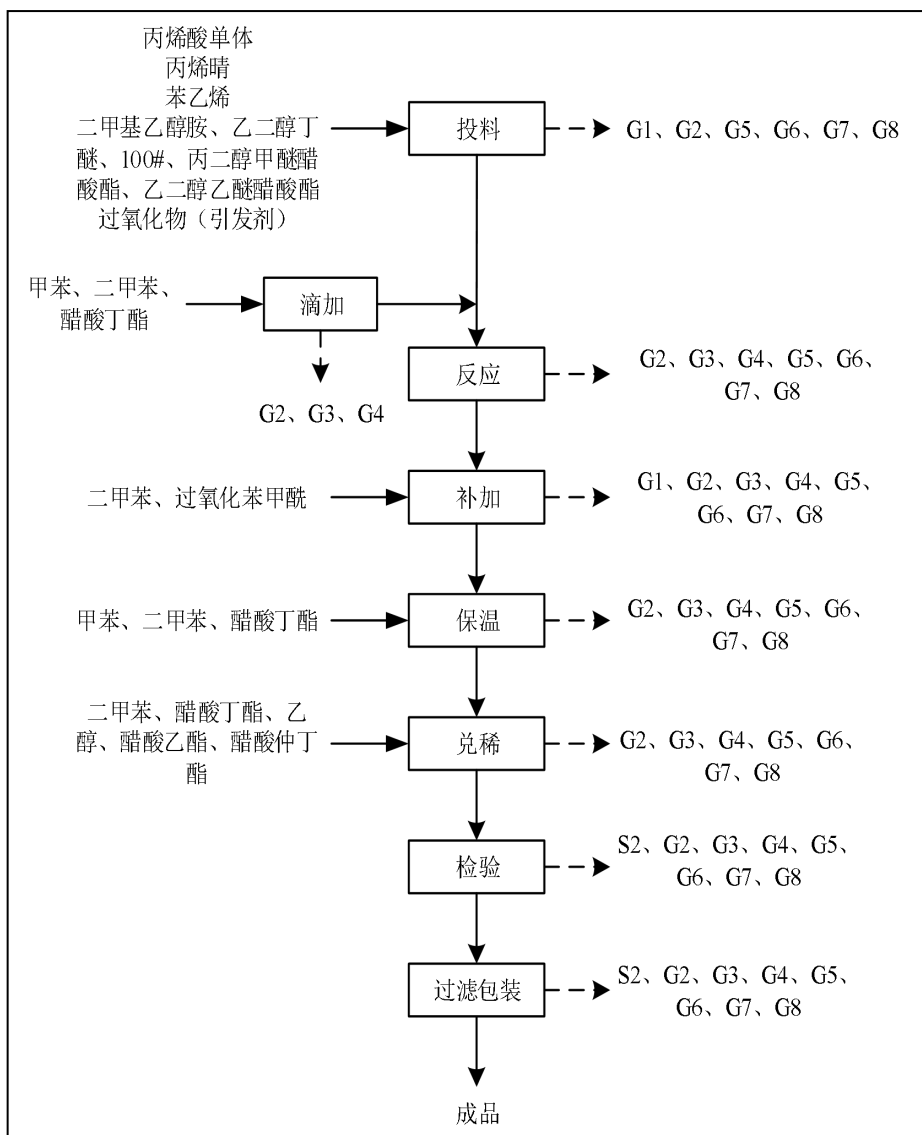 丙烯酸单体
丙烯晴
苯乙烯
二甲基乙醇胺、乙二醇丁
醚、100#、丙二醇甲醚醋
酸酯、乙二醇乙醚醋酸酯
过氧化物（引发剂）
投料
G1、G2、G5、G6、G7、G8
甲苯、二甲苯、
醋酸丁酯
滴加
G2、G3、G4
反应
G2、G3、G4、G5、G6、
G7、G8
二甲苯、过氧化苯甲酰
补加
G1、G2、G3、G4、G5、
G6、G7、G8
甲苯、二甲苯、醋酸丁酯
保温
G2、G3、G4、G5、G6、
G7、G8
二甲苯、醋酸丁酯、乙
醇、醋酸乙酯、醋酸仲丁
酯
兑稀
G2、G3、G4、G5、G6、
G7、G8
检验
S2、G2、G3、G4、G5、
G6、G7、G8
过滤包装
S2、G2、G3、G4、G5、
G6、G7、G8
成品